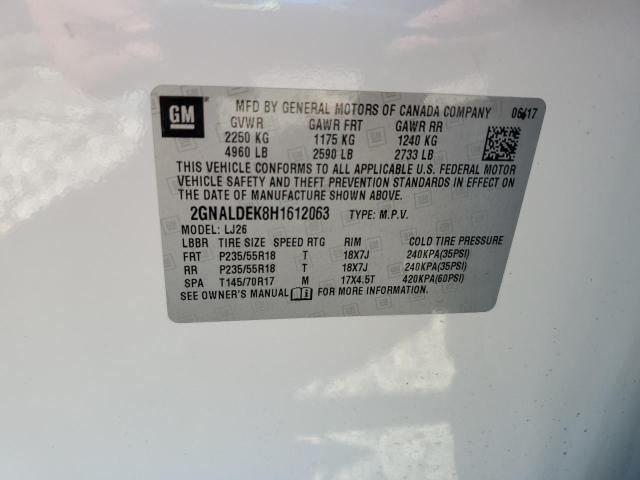 GM MFD BY GENERAL MOTORS OF CANADA COMPANY 06/17
GVWR GAWR FRT GAWR RR
2250 KG 1175 KG 1240 KG
4960 LB 2590 LB 2733 LB
THIS VEHICLE CONFORMS TO ALL APPLICABLE U.S. FEDERAL MOTOR
VEHICLE SAFETY AND THEFT PREVENTION STANDARDS IN EFFECT ON
THE DATE OF MANUFACTURE SHOWN ABOVE.
2GNALDEK8H1612063 TYPE: M.P.V.
MODEL: LJ26
LBBR TIRE SIZE SPEED RTG RIM COLD TIRE PRESSURE
FRT P235/55R18 T 18X7J 240KPA(35PSI)
RR P235/55R18 T 18X7J 240KPA(35PSI)
SPA T145/70R17 M 17X4.5T 420KPA(60PSI)
SEE OWNER'S MANUAL FOR MORE INFORMATION.